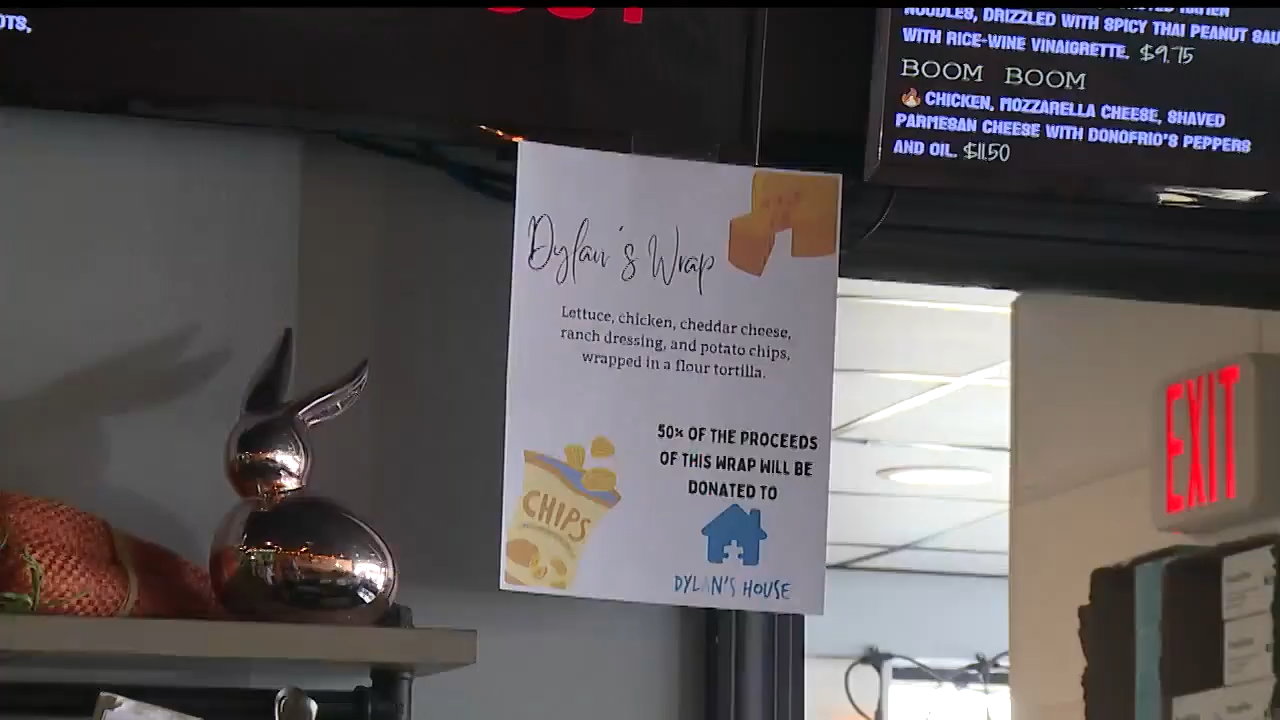 OTS,
NOODLES, DRIZZLED WITH SPICY THAI PEANUT SAU
WITH RICE-WINE VINAIGRETTE. $9.75
BOOM BOOM
CHICKEN, MOZZARELLA CHEESE, SHAVED
PARMESAN CHEESE WITH DONOFRIO'S PEPPERS
AND OIL. $11.50
Dylan's Wrap
Lettuce, chicken, cheddar cheese,
ranch dressing, and potato chips,
wrapped in a flour tortilla.
50% OF THE PROCEEDS
OF THIS WRAP WILL BE
DONATED TO
DYLAN'S HOUSE
CHIPS
EXIT